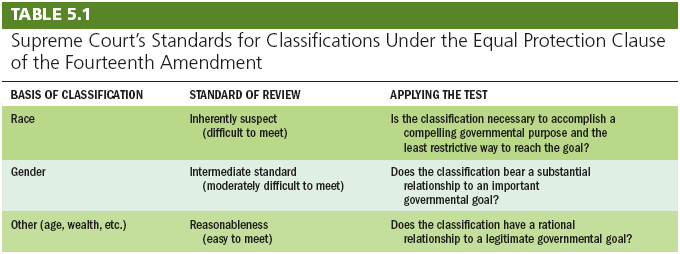 TABLE 5.1
Supreme Court's Standards for Classifications Under the Equal Protection Clause
of the Fourteenth Amendment
BASIS OF CLASSIFICATION STANDARD OF REVIEW APPLYING THE TEST
Race Inherently suspect Is the classification necessary to accomplish a
(difficult to meet) compelling governmental purpose and the
least restrictive way to reach the goal?
Gender Intermediate standard Does the classification bear a substantial
(moderately difficult to meet) relationship to an important
governmental goal?
Other (age, wealth, etc.) Reasonableness Does the classification have a rational
(easy to meet) relationship to a legitimate governmental goal?